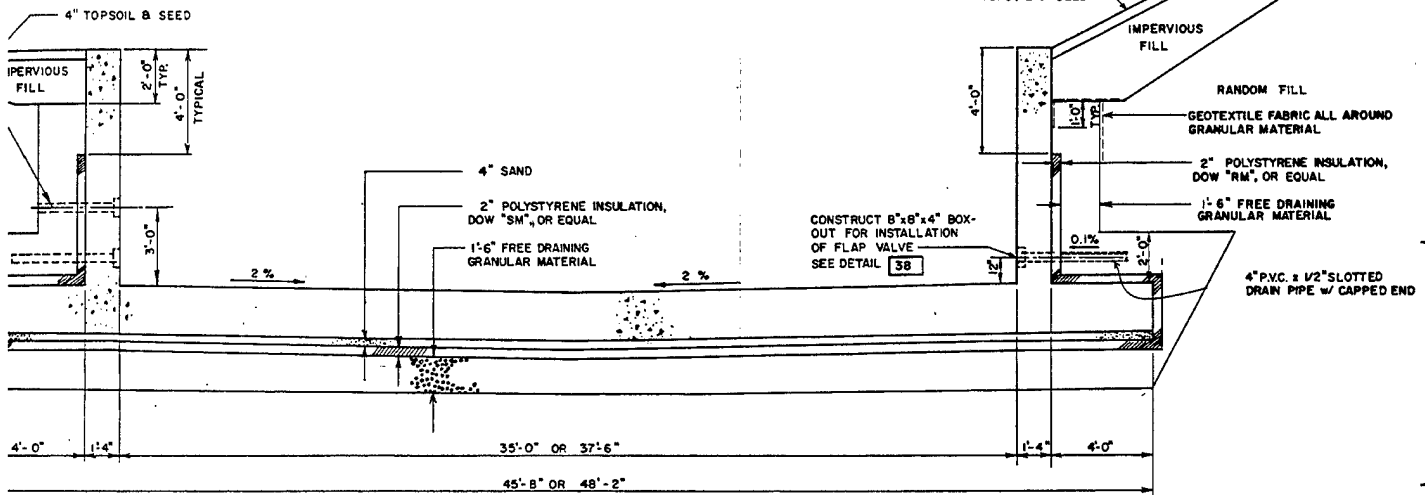 4" TOPSOIL & SEED
IMPERVIOUS
FILL
2'-0"
TYP.
4'-0"
TYPICAL
3'-0"
2 %
4" SAND
2" POLYSTYRENE INSULATION,
DOW "SM", OR EQUAL
1'-6" FREE DRAINING
GRANULAR MATERIAL
2 %
CONSTRUCT 8"x8"x4" BOX-
OUT FOR INSTALLATION
OF FLAP VALVE
SEE DETAIL 38
4'-0"
IMPERVIOUS
FILL
RANDOM FILL
1'-0"
TYP.
GEOTEXTILE FABRIC ALL AROUND
GRANULAR MATERIAL
2" POLYSTYRENE INSULATION,
DOW "RM", OR EQUAL
1'-6" FREE DRAINING
GRANULAR MATERIAL
0.1%
2'-0"
4" P.V.C. x 1/2" SLOTTED
DRAIN PIPE w/ CAPPED END
4'-0"
1'-4"
35'-0" OR 37'-6"
1'-4"
4'-0"
45'-8" OR 48'-2"